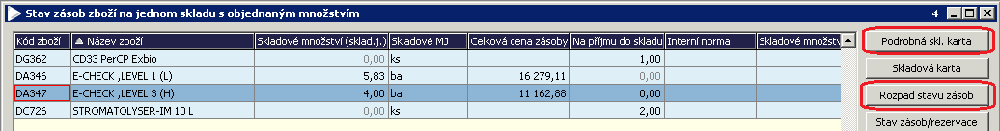 Stav zásob zboží na jednom skladu s objednaným množstvím 4
Kód zboží Název zboží Skladové množství (sklad.j.) Skladové MJ Celková cena zásoby Na příjmu do skladu Interní norma Skladové množstv
DG362 CD33 PerCP Exbio 0,00 ks 1,00
DA346 E-CHECK ,LEVEL 1 (L) 5,83 bal 16 279,11 0,00
DA347 E-CHECK ,LEVEL 3 (H) 4,00 bal 11 162,88 0,00
DC726 STROMATOLYSER-IM 10 L 0,00 ks 2,00
Podrobná skl. karta
Skladová karta
Rozpad stavu zásob
Stav zásob/rezervace